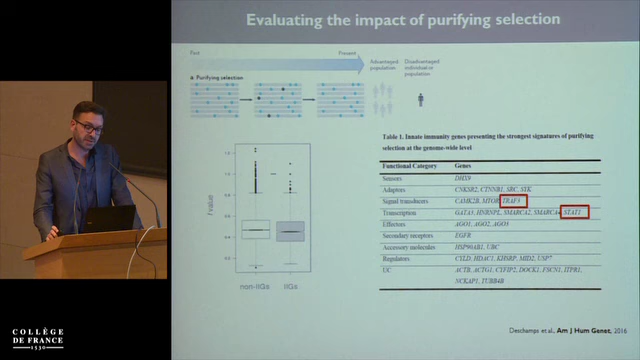 Evaluating the impact of purifying selection
Past
Present
Advantaged
population
Disadvantaged
individual or
population
Purifying selection
Table 1. Innate immunity genes presenting the strongest signatures of purifying
selection at the genome-wide level
Functional Category
Genes
Sensors
DHX9
Adaptors
CNKSR2, CTNNB1, SRC, SYK
Signal transducers
CAMK2B, MTOR, TRAF3
Transcription
GATA3, HNRNPL, SMARCA2, SMARCA4, STAT1
Effectors
AGO1, AGO2, AGO3
Secondary receptors
EGFR
Accessory molecules
HSP90AB1, UBC
Regulators
CYLD, HDAC1, KHSRP, MID2, USP7
UC
ACTB, ACTG1, CYFIP2, DOCK1, FSCN1, ITPR1,
NCKAP1, TUBB4B
f value
non-IIGs
IIGs
Deschamps et al., Am J Hum Genet, 2016
COLLÈGE
DE FRANCE
1530